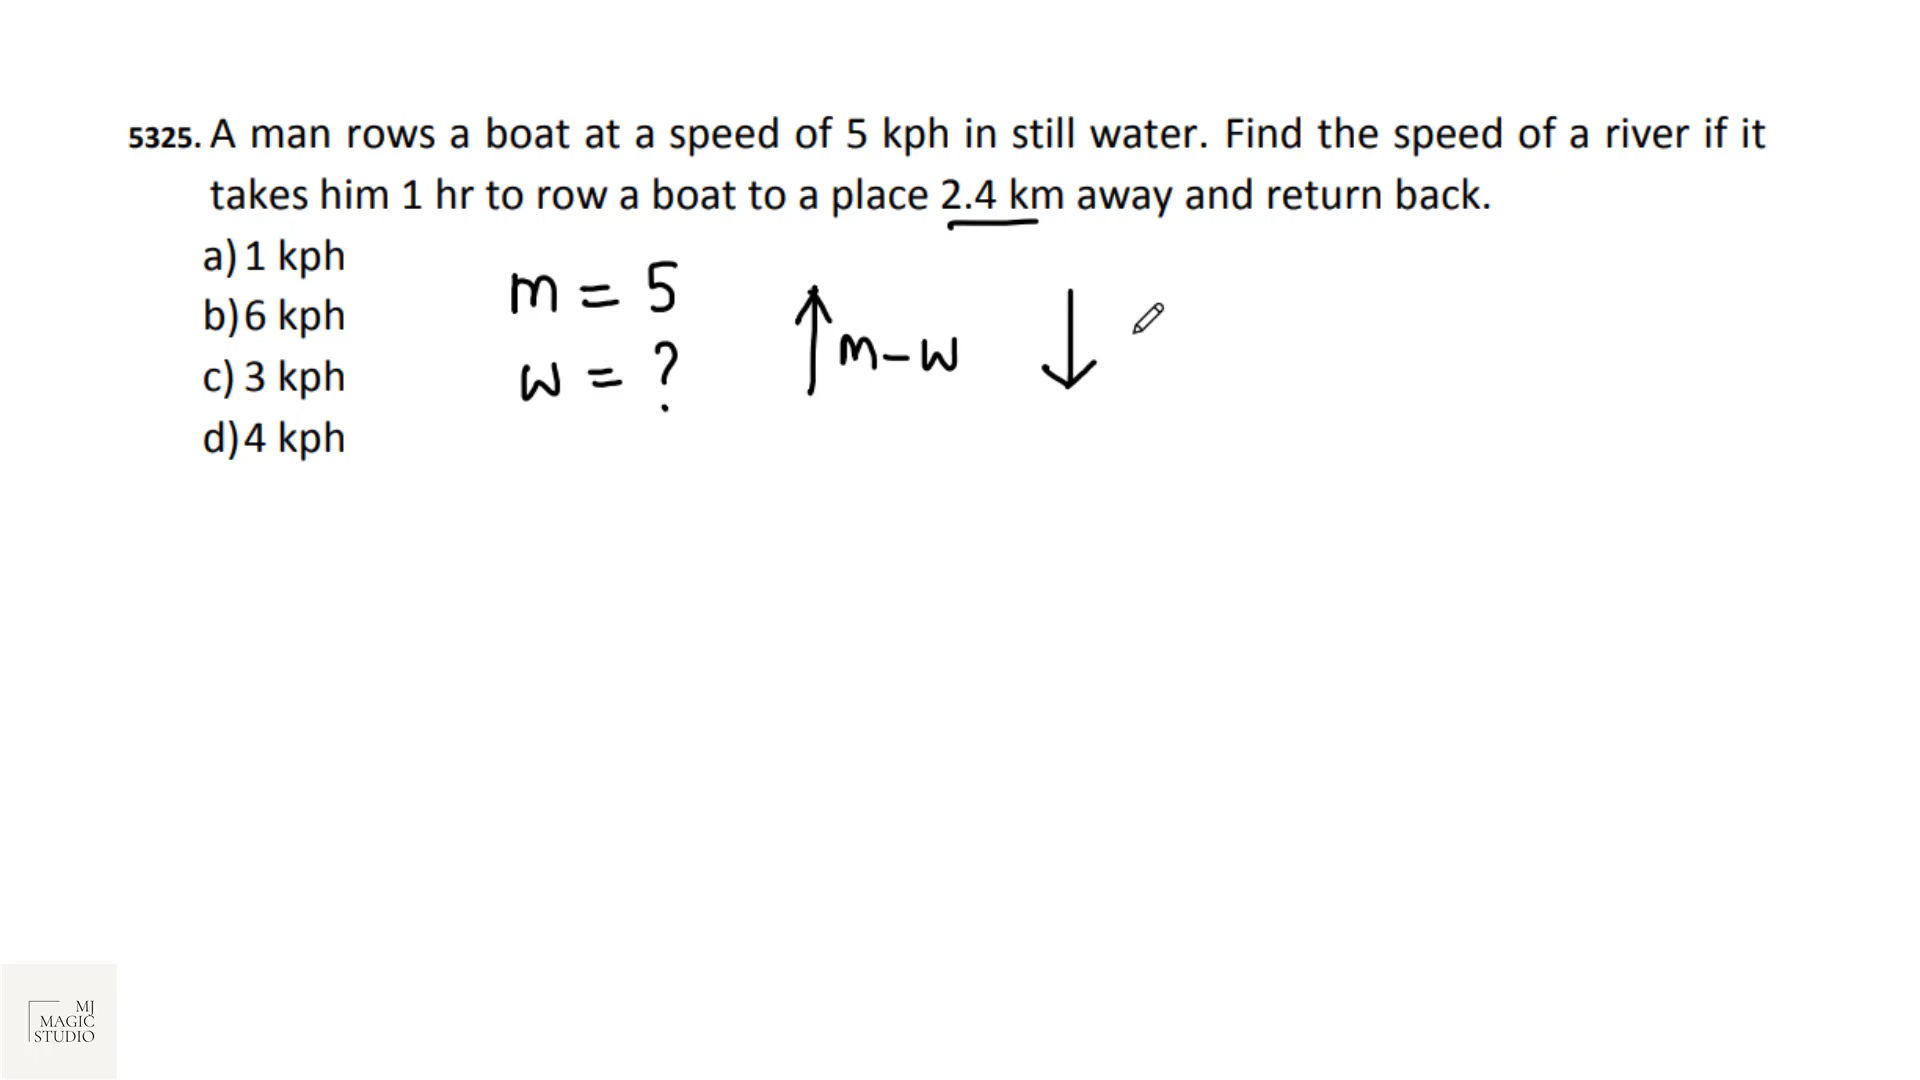 5325. A man rows a boat at a speed of 5 kph in still water. Find the speed of a river if it
takes him 1 hr to row a boat to a place 2.4 km away and return back.
a) 1 kph
b) 6 kph
c) 3 kph
d) 4 kph
m = 5
w = ?
↑ m - w ↓
MJ
MAGIC
STUDIO